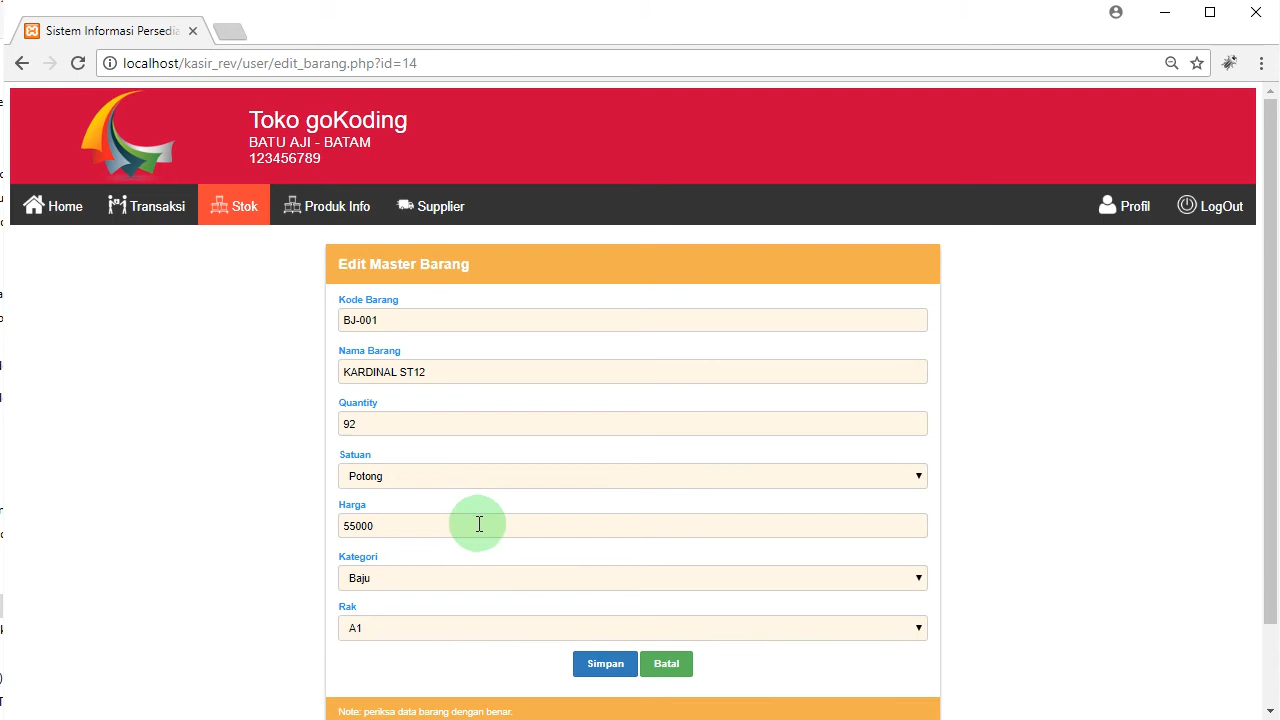 Sistem Informasi Persedia
localhost/kasir_rev/user/edit_barang.php?id=14
Toko goKoding
BATU AJI - BATAM
123456789
Home Transaksi Stok Produk Info Supplier Profil LogOut
Edit Master Barang
Kode Barang
BJ-001
Nama Barang
KARDINAL ST12
Quantity
92
Satuan
Potong
Harga
55000
Kategori
Baju
Rak
A1
Simpan Batal
Note: periksa data barang dengan benar.